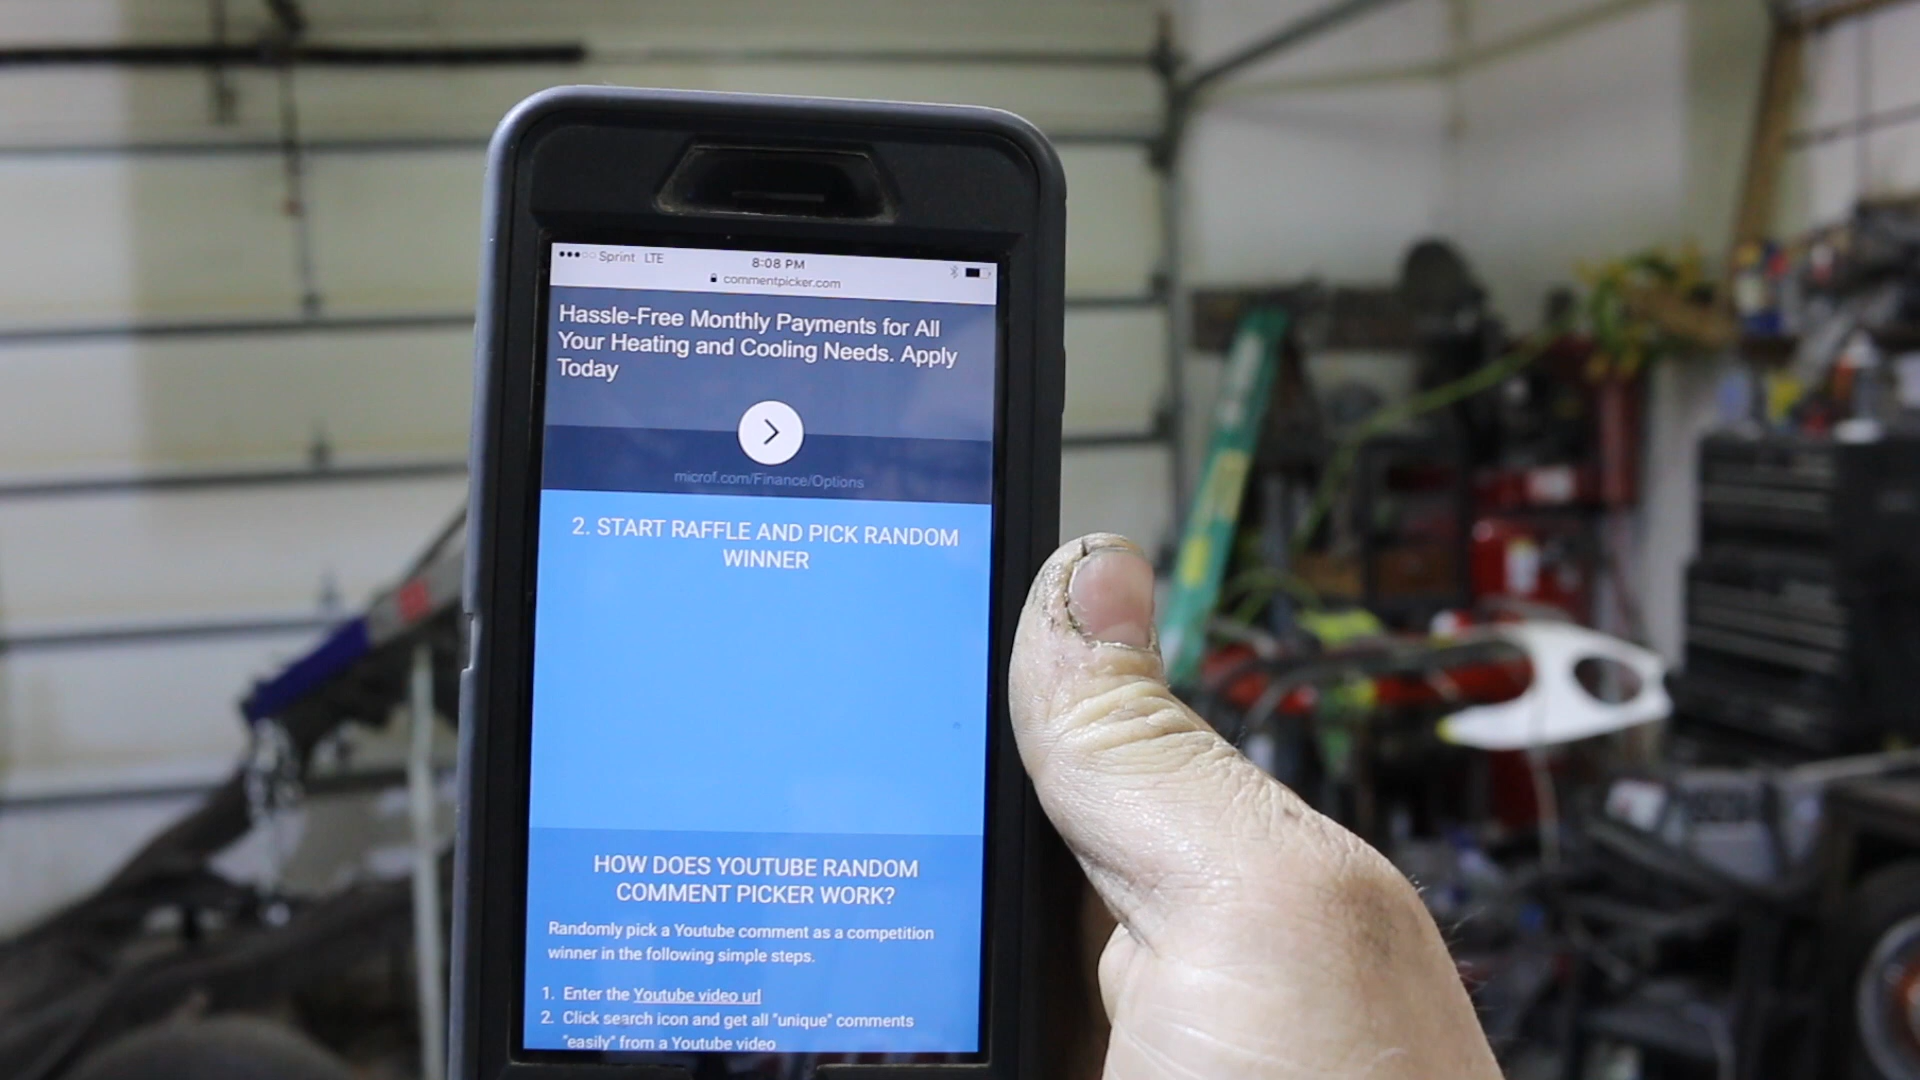 Sprint LTE
8:08 PM
commentpicker.com
Hassle-Free Monthly Payments for All
Your Heating and Cooling Needs. Apply
Today
microf.com/Finance/Options
2. START RAFFLE AND PICK RANDOM
WINNER
HOW DOES YOUTUBE RANDOM
COMMENT PICKER WORK?
Randomly pick a Youtube comment as a competition
winner in the following simple steps.
1. Enter the Youtube video url
2. Click search icon and get all "unique" comments
"easily" from a Youtube video